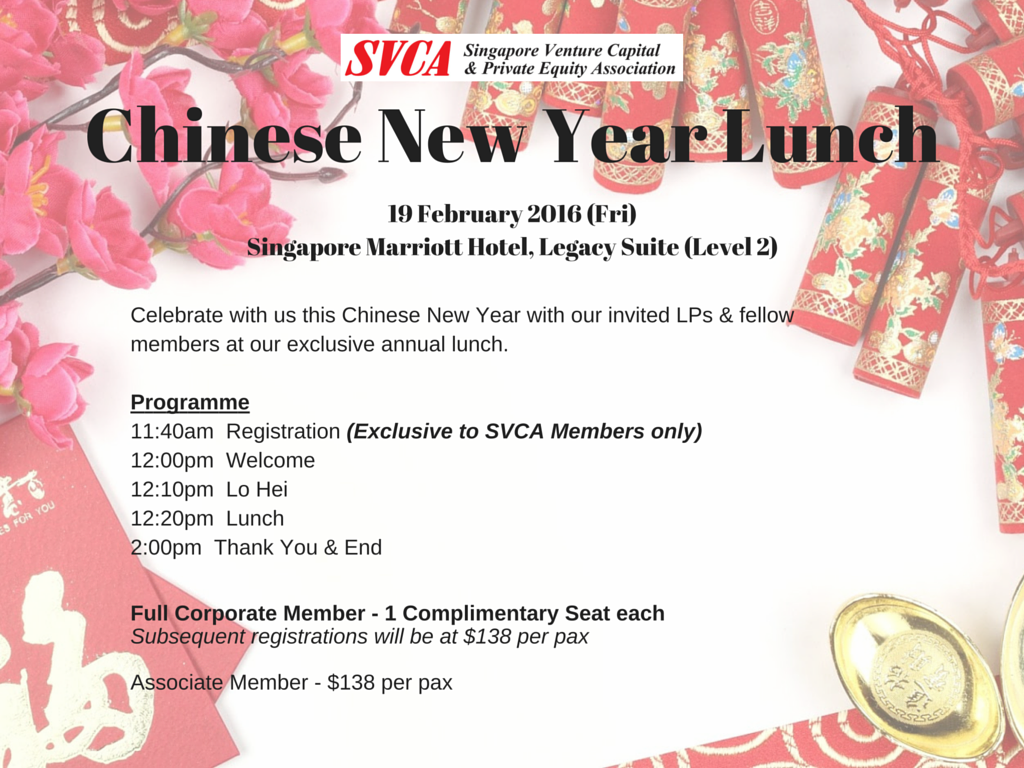 SVCA Singapore Venture Capital
& Private Equity Association
Chinese New Year Lunch
19 February 2016 (Fri)
Singapore Marriott Hotel, Legacy Suite (Level 2)
Celebrate with us this Chinese New Year with our invited LPs & fellow
members at our exclusive annual lunch.
Programme
11:40am Registration (Exclusive to SVCA Members only)
12:00pm Welcome
12:10pm Lo Hei
12:20pm Lunch
2:00pm Thank You & End
Full Corporate Member - 1 Complimentary Seat each
Subsequent registrations will be at $138 per pax
Associate Member - $138 per pax
FOR YOU
吉祥